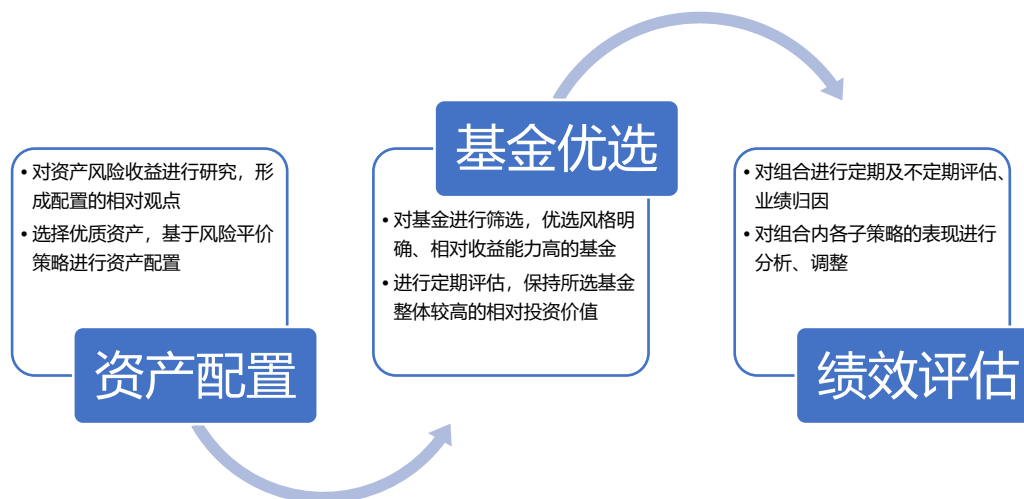 • 对资产风险收益进行研究，形
成配置的相对观点
• 选择优质资产，基于风险平价
策略进行资产配置
资产配置
基金优选
• 对基金进行筛选，优选风格明
确、相对收益能力高的基金
• 进行定期评估，保持所选基金
整体较高的相对投资价值
• 对组合进行定期及不定期评估、
业绩归因
• 对组合内各子策略的表现进行
分析、调整
绩效评估